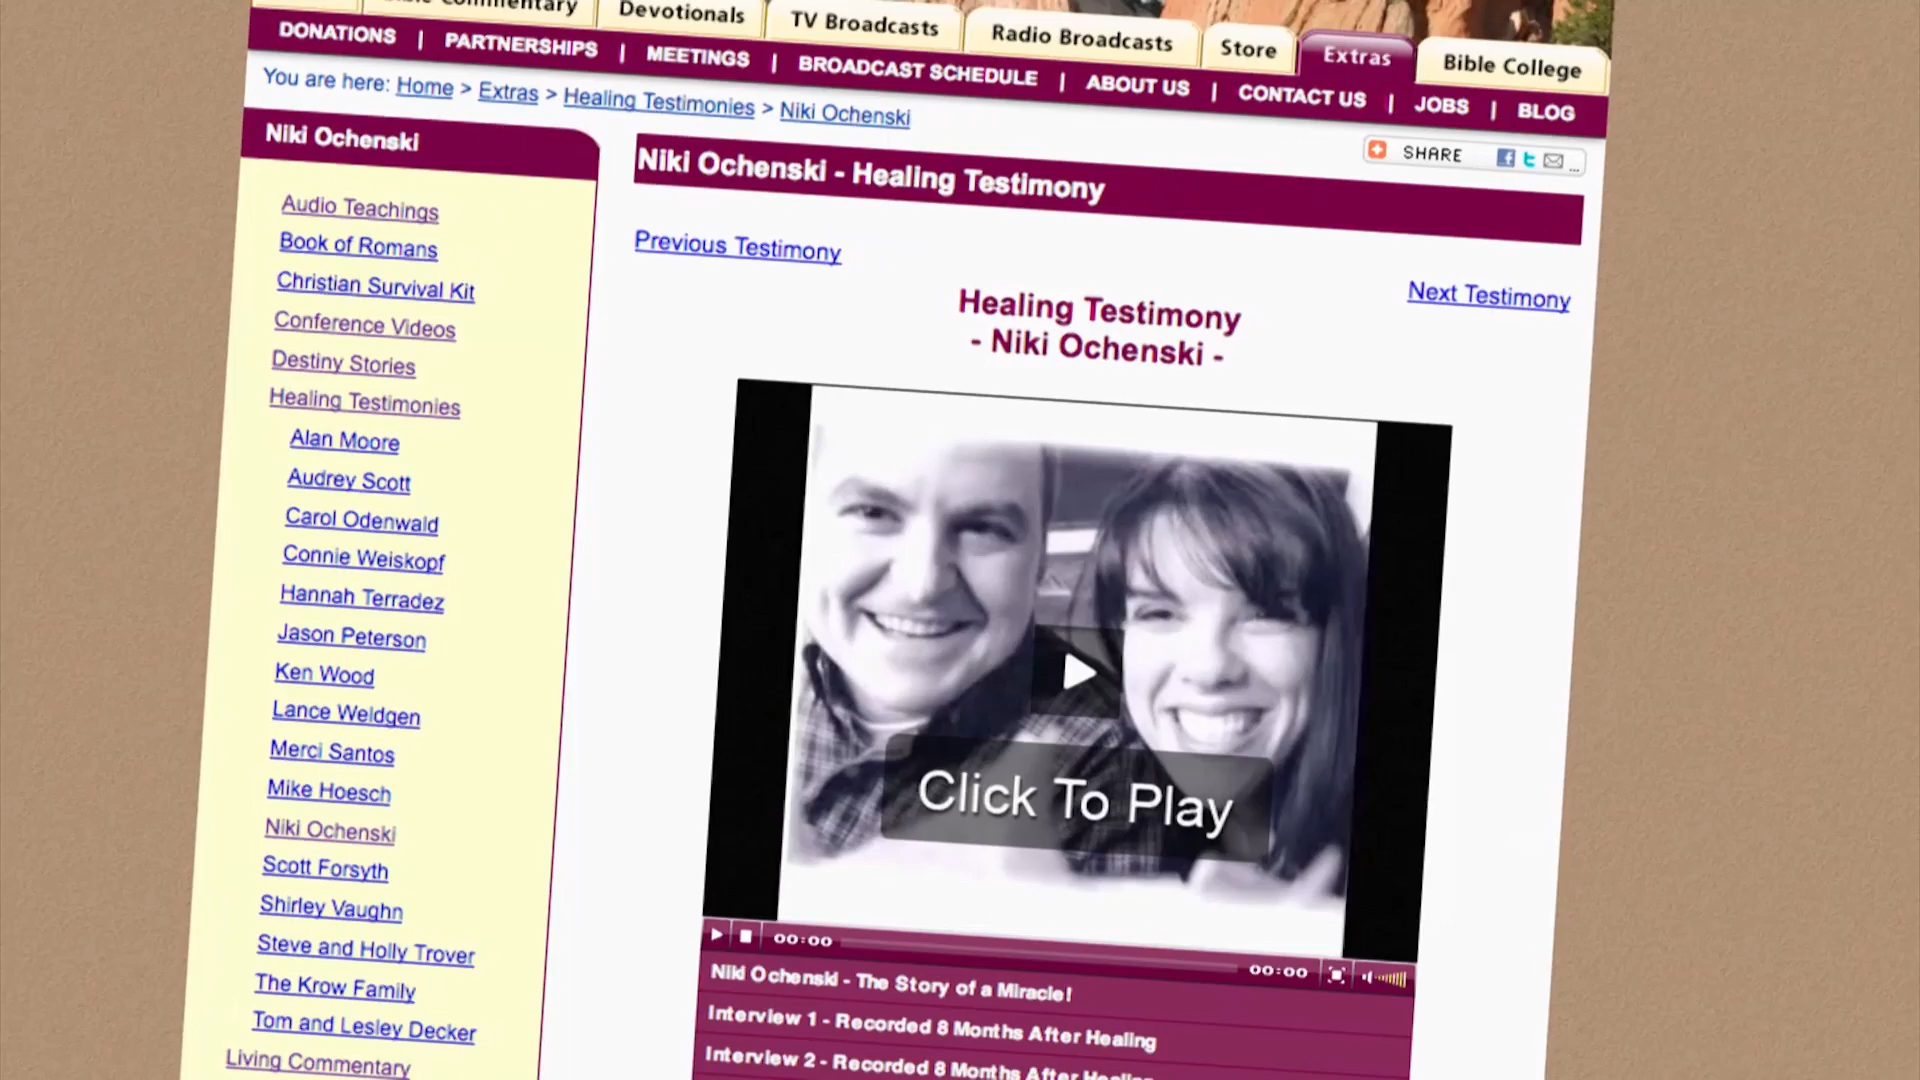 Commentary
Devotionals
TV Broadcasts
Radio Broadcasts
Store
Extras
Bible College
DONATIONS | PARTNERSHIPS | MEETINGS | BROADCAST SCHEDULE | ABOUT US | CONTACT US | JOBS | BLOG
You are here: Home > Extras > Healing Testimonies > Niki Ochenski
SHARE
Niki Ochenski
Audio Teachings
Book of Romans
Christian Survival Kit
Conference Videos
Destiny Stories
Healing Testimonies
Alan Moore
Audrey Scott
Carol Odenwald
Connie Weiskopf
Hannah Terradez
Jason Peterson
Ken Wood
Lance Weldgen
Merci Santos
Mike Hoesch
Niki Ochenski
Scott Forsyth
Shirley Vaughn
Steve and Holly Trover
The Krow Family
Tom and Lesley Decker
Living Commentary
Niki Ochenski - Healing Testimony
Previous Testimony
Next Testimony
Healing Testimony
- Niki Ochenski -
Click To Play
00:00
00:00
Niki Ochenski - The Story of a Miracle!
Interview 1 - Recorded 8 Months After Healing
Interview 2 - Recorded 8 Months After Healing